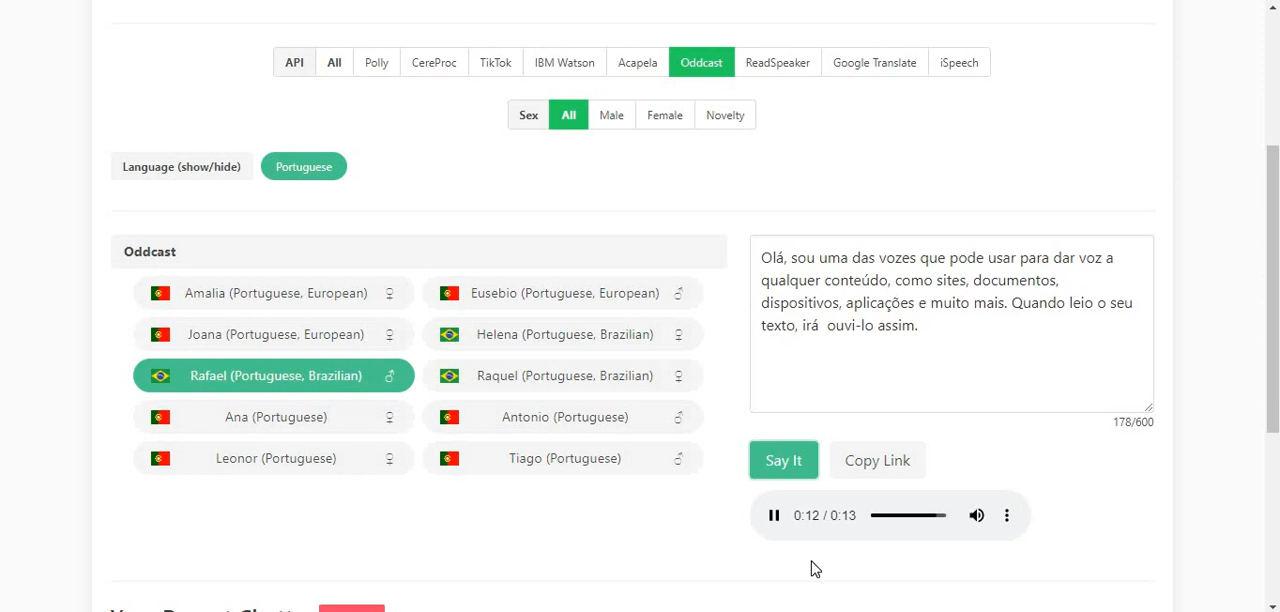 API All Polly CereProc TikTok IBM Watson Acapela Oddcast ReadSpeaker Google Translate iSpeech
Sex All Male Female Novelty
Language (show/hide) Portuguese
Oddcast
Amalia (Portuguese, European) ♀ Eusebio (Portuguese, European) ♂
Joana (Portuguese, European) ♀ Helena (Portuguese, Brazilian) ♀
Rafael (Portuguese, Brazilian) ♂ Raquel (Portuguese, Brazilian) ♀
Ana (Portuguese) ♀ Antonio (Portuguese) ♂
Leonor (Portuguese) ♀ Tiago (Portuguese) ♂
Olá, sou uma das vozes que pode usar para dar voz a
qualquer conteúdo, como sites, documentos,
dispositivos, aplicações e muito mais. Quando leio o seu
texto, irá  ouvi-lo assim.
178/600
Say It Copy Link
0:12 / 0:13